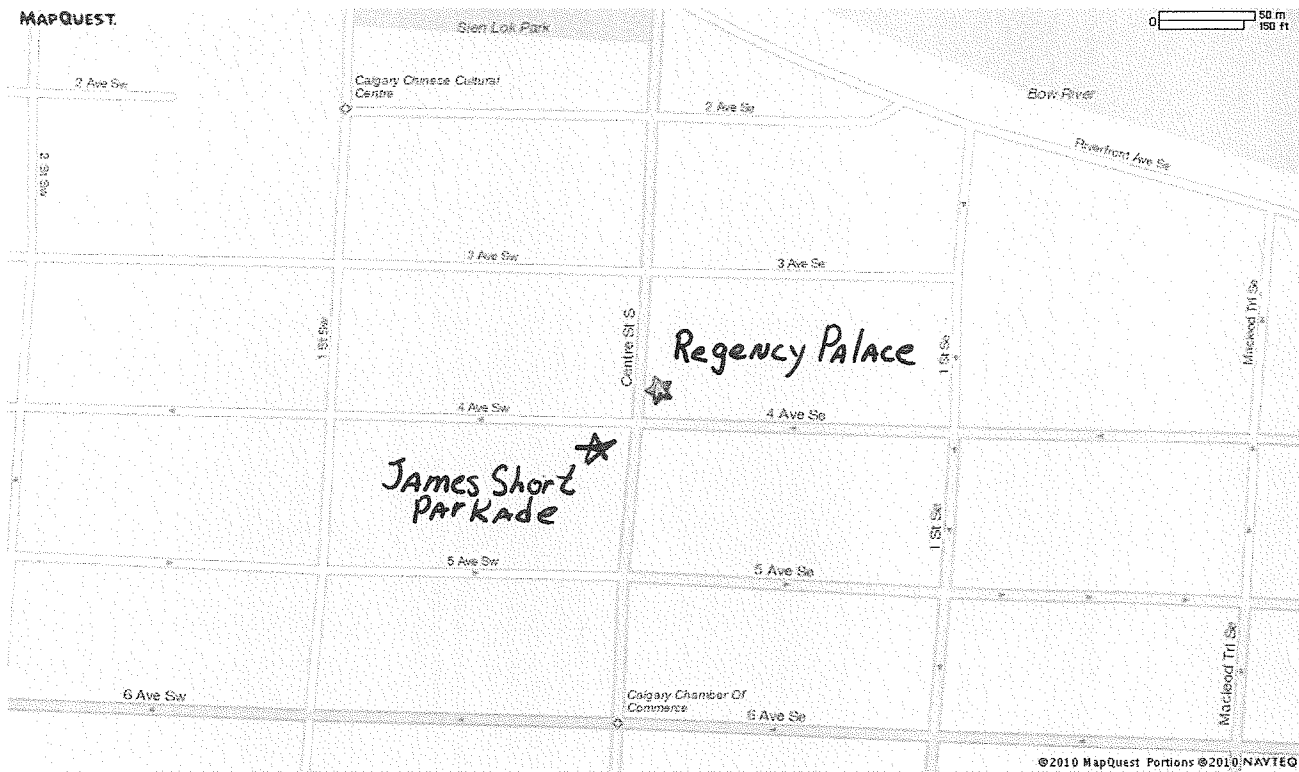 MAPQUEST.
Sien Lok Park
0 50 m
150 ft
2 Ave Sw
Calgary Chinese Cultural
Centre
2 Ave Se
Bow River
Riverfront Ave Se
2 St Sw
3 Ave Sw
3 Ave Se
1 St Sw
Centre St S
Regency Palace
1 St Se
Macleod Trl Se
4 Ave Sw
4 Ave Se
James Short
Parkade
1 St Se
5 Ave Sw
5 Ave Se
Macleod Trl Se
6 Ave Sw
Calgary Chamber Of
Commerce
6 Ave Se
©2010 MapQuest Portions ©2010 NAVTEQ